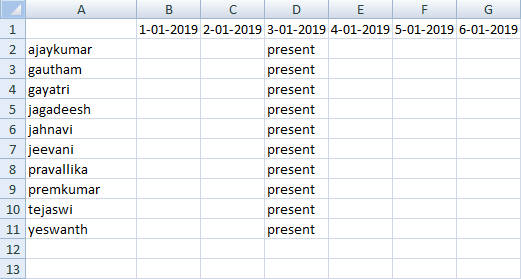 A B C D E F G
1 1-01-2019 2-01-2019 3-01-2019 4-01-2019 5-01-2019 6-01-2019
2 ajaykumar present
3 gautham present
4 gayatri present
5 jagadeesh present
6 jahnavi present
7 jeevani present
8 pravallika present
9 premkumar present
10 tejaswi present
11 yeswanth present
12
13